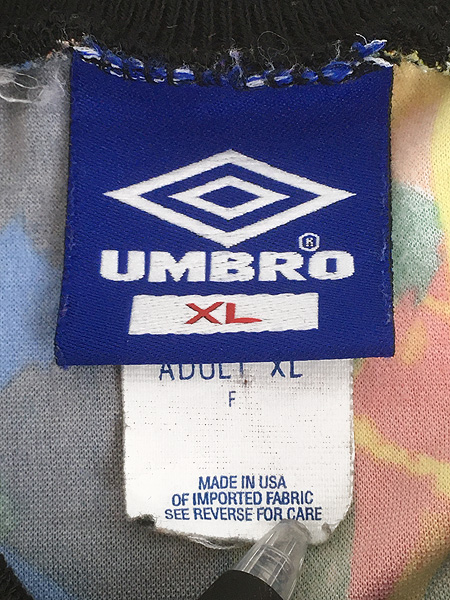 UMBRO®
XL
ADULT XL
F
MADE IN USA
OF IMPORTED FABRIC
SEE REVERSE FOR CARE